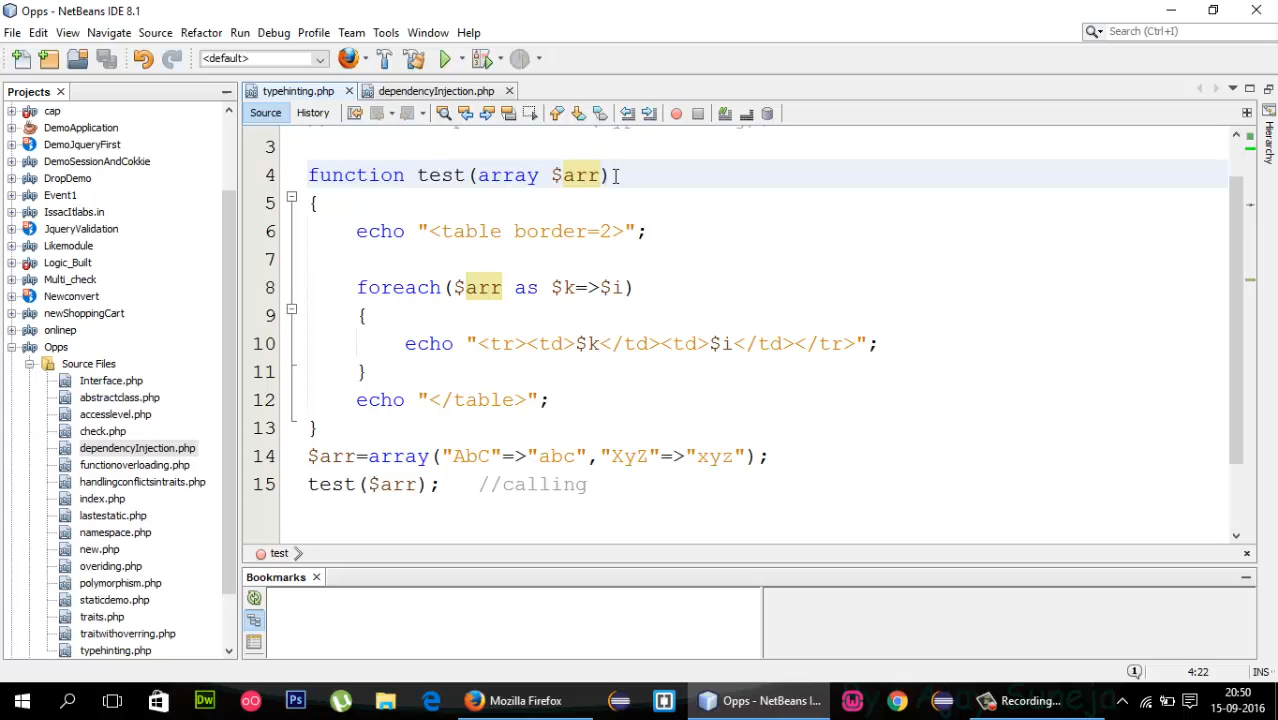 Opps - NetBeans IDE 8.1
File Edit View Navigate Source Refactor Run Debug Profile Team Tools Window Help
Search (Ctrl+I)
<default>
Projects
typehinting.php
dependencyInjection.php
Source
History
cap
DemoApplication
DemoJqueryFirst
DemoSessionAndCokkie
DropDemo
Event1
IssacItlabs.in
JqueryValidation
Likemodule
Logic_Built
Multi_check
Newconvert
newShoppingCart
onlinep
Opps
Source Files
Interface.php
abstractclass.php
accesslevel.php
check.php
dependencyInjection.php
functionoverloading.php
handlingconflictsintraits.php
index.php
lastestatic.php
namespace.php
new.php
overiding.php
polymorphism.php
staticdemo.php
traits.php
traitwithoverring.php
typehinting.php
3
4 function test(array $arr)
5 {
6 echo "<table border=2>";
7
8 foreach($arr as $k=>$i)
9 {
10 echo "<tr><td>$k</td><td>$i</td></tr>";
11 }
12 echo "</table>";
13 }
14 $arr=array("AbC"=>"abc","XyZ"=>"xyz");
15 test($arr); //calling
test
Hierarchy
Bookmarks
1
4:22
INS
Mozilla Firefox
Opps - NetBeans I...
Recording...
20:50
15-09-2016